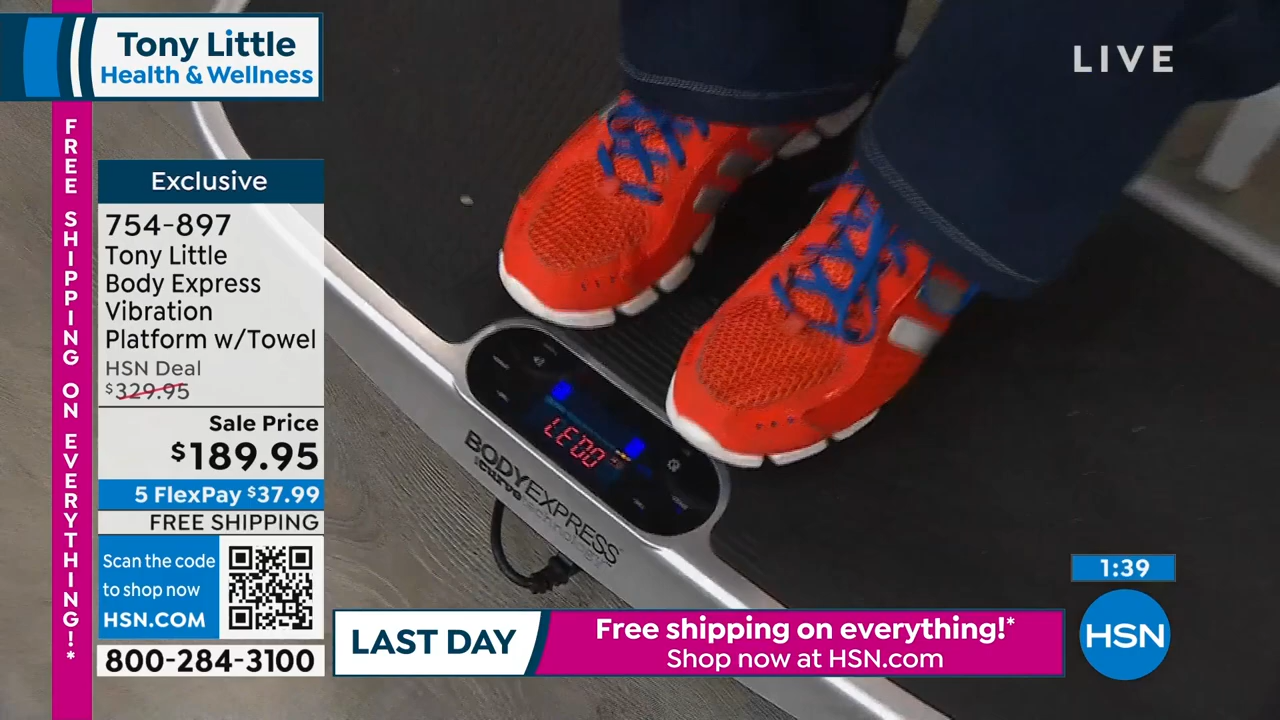 Tony Little
Health & Wellness
LIVE
FREE SHIPPING ON EVERYTHING!*
Exclusive
754-897
Tony Little
Body Express
Vibration
Platform w/Towel
HSN Deal
$329.95
Sale Price
$189.95
5 FlexPay $37.99
FREE SHIPPING
Scan the code
to shop now
HSN.COM
800-284-3100
BODYEXPRESS
curve technology
LAST DAY
Free shipping on everything!*
Shop now at HSN.com
1:39
HSN